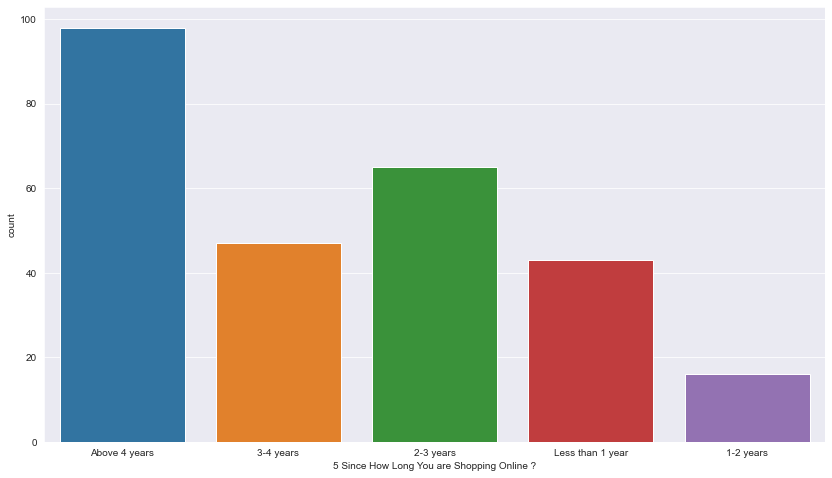 100
80
60
40
20
0
count
Above 4 years
3-4 years
2-3 years
Less than 1 year
1-2 years
5 Since How Long You are Shopping Online ?